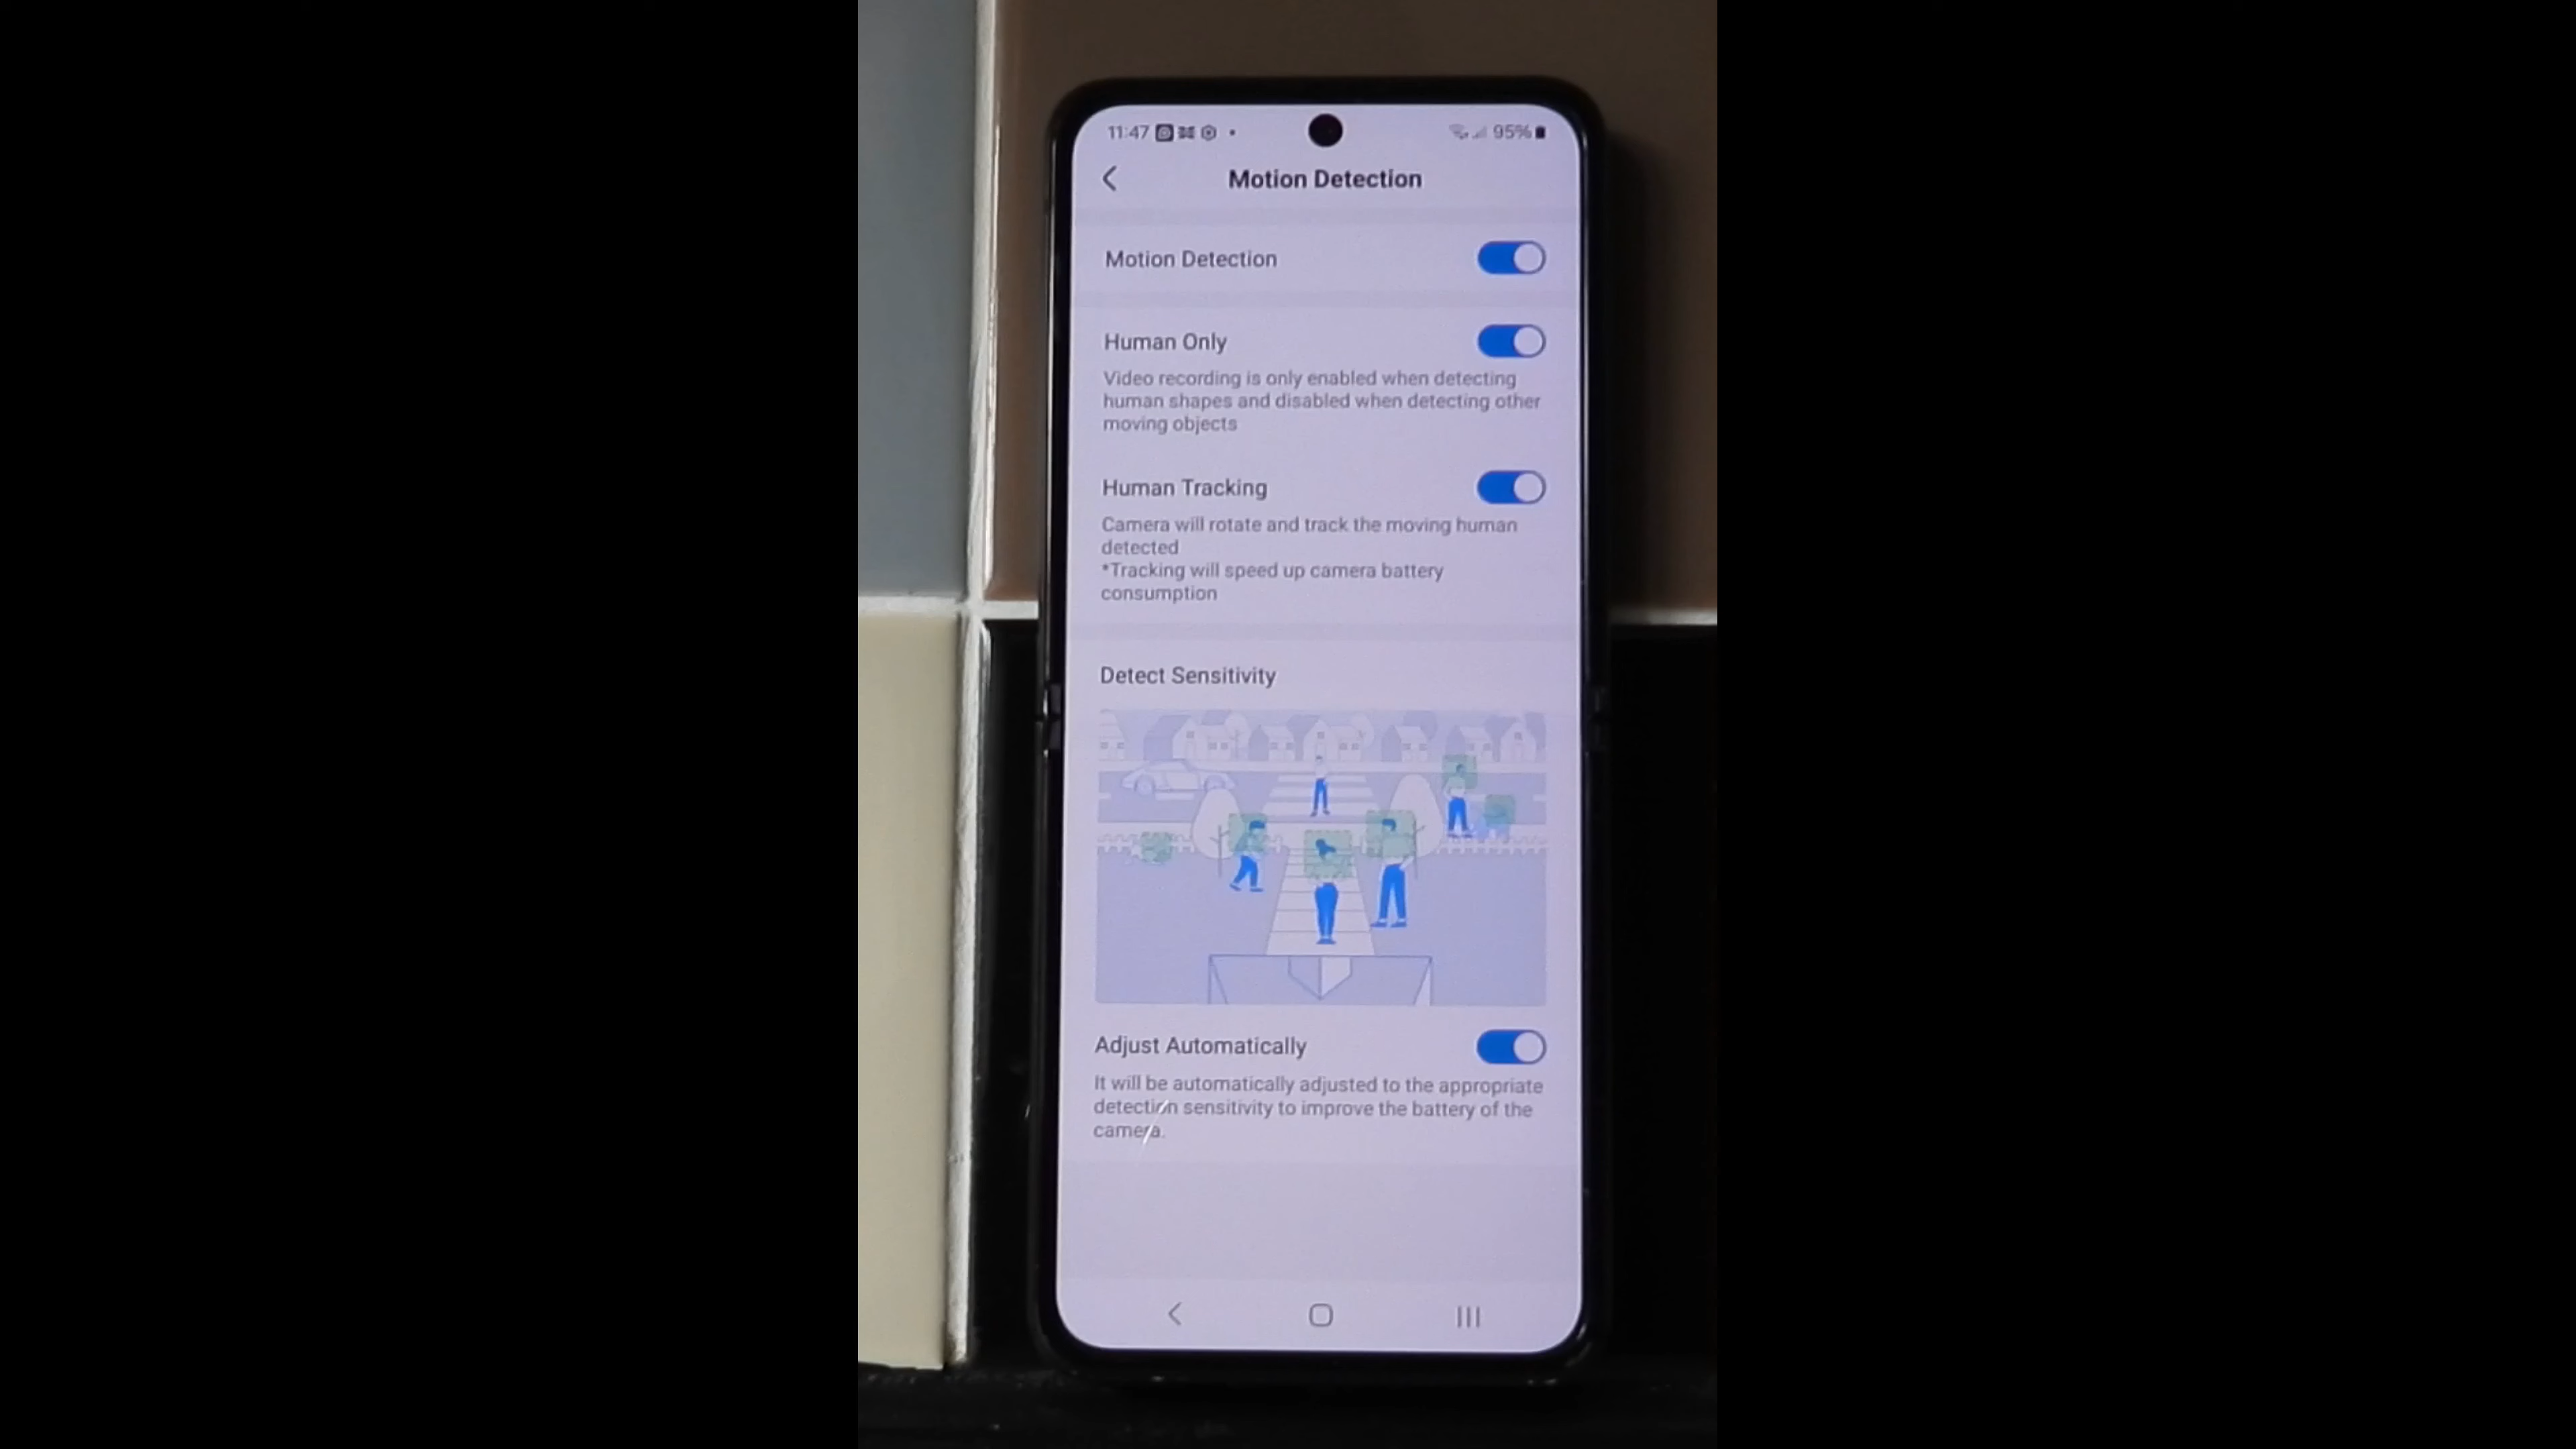 11:47 95%
Motion Detection
Motion Detection
Human Only
Video recording is only enabled when detecting
human shapes and disabled when detecting other
moving objects
Human Tracking
Camera will rotate and track the moving human
detected
*Tracking will speed up camera battery
consumption
Detect Sensitivity
Adjust Automatically
It will be automatically adjusted to the appropriate
detection sensitivity to improve the battery of the
camera.